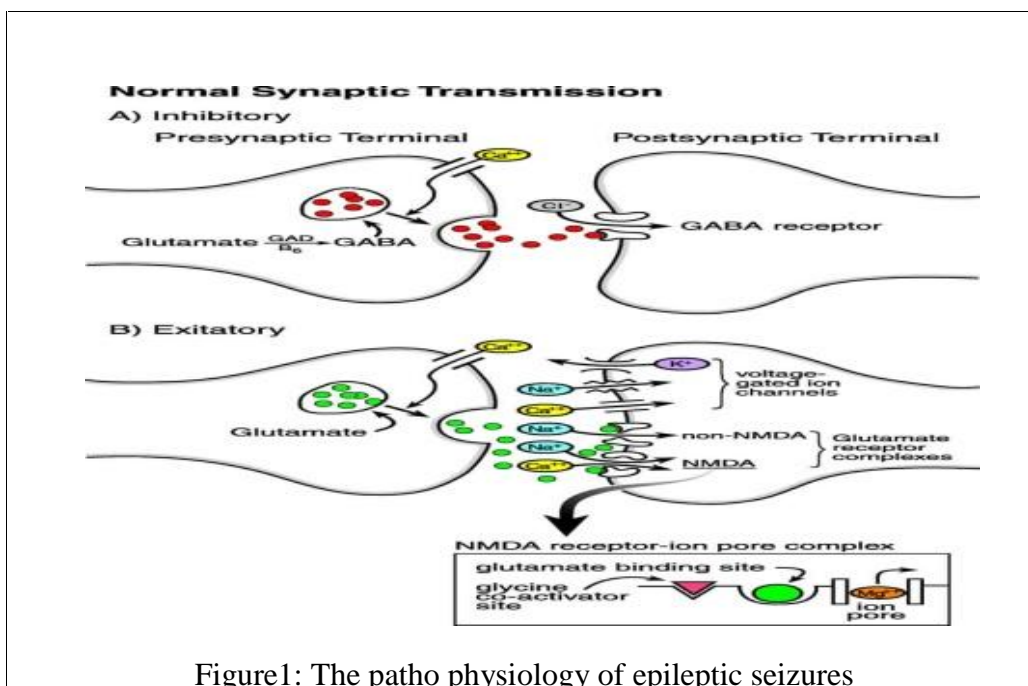 Normal Synaptic Transmission
A) Inhibitory
Presynaptic Terminal Postsynaptic Terminal
Ca++
Cl-
Glutamate GAD B6 GABA
GABA receptor
B) Exitatory
Ca++
K+
Na+
Ca++
Na+
Na+
Ca++
voltage-
gated ion
channels
Glutamate
non-NMDA
NMDA
Glutamate
receptor
complexes
NMDA receptor-ion pore complex
glutamate binding site
glycine
co-activator
site
Mg++
ion
pore
Figure1: The patho physiology of epileptic seizures